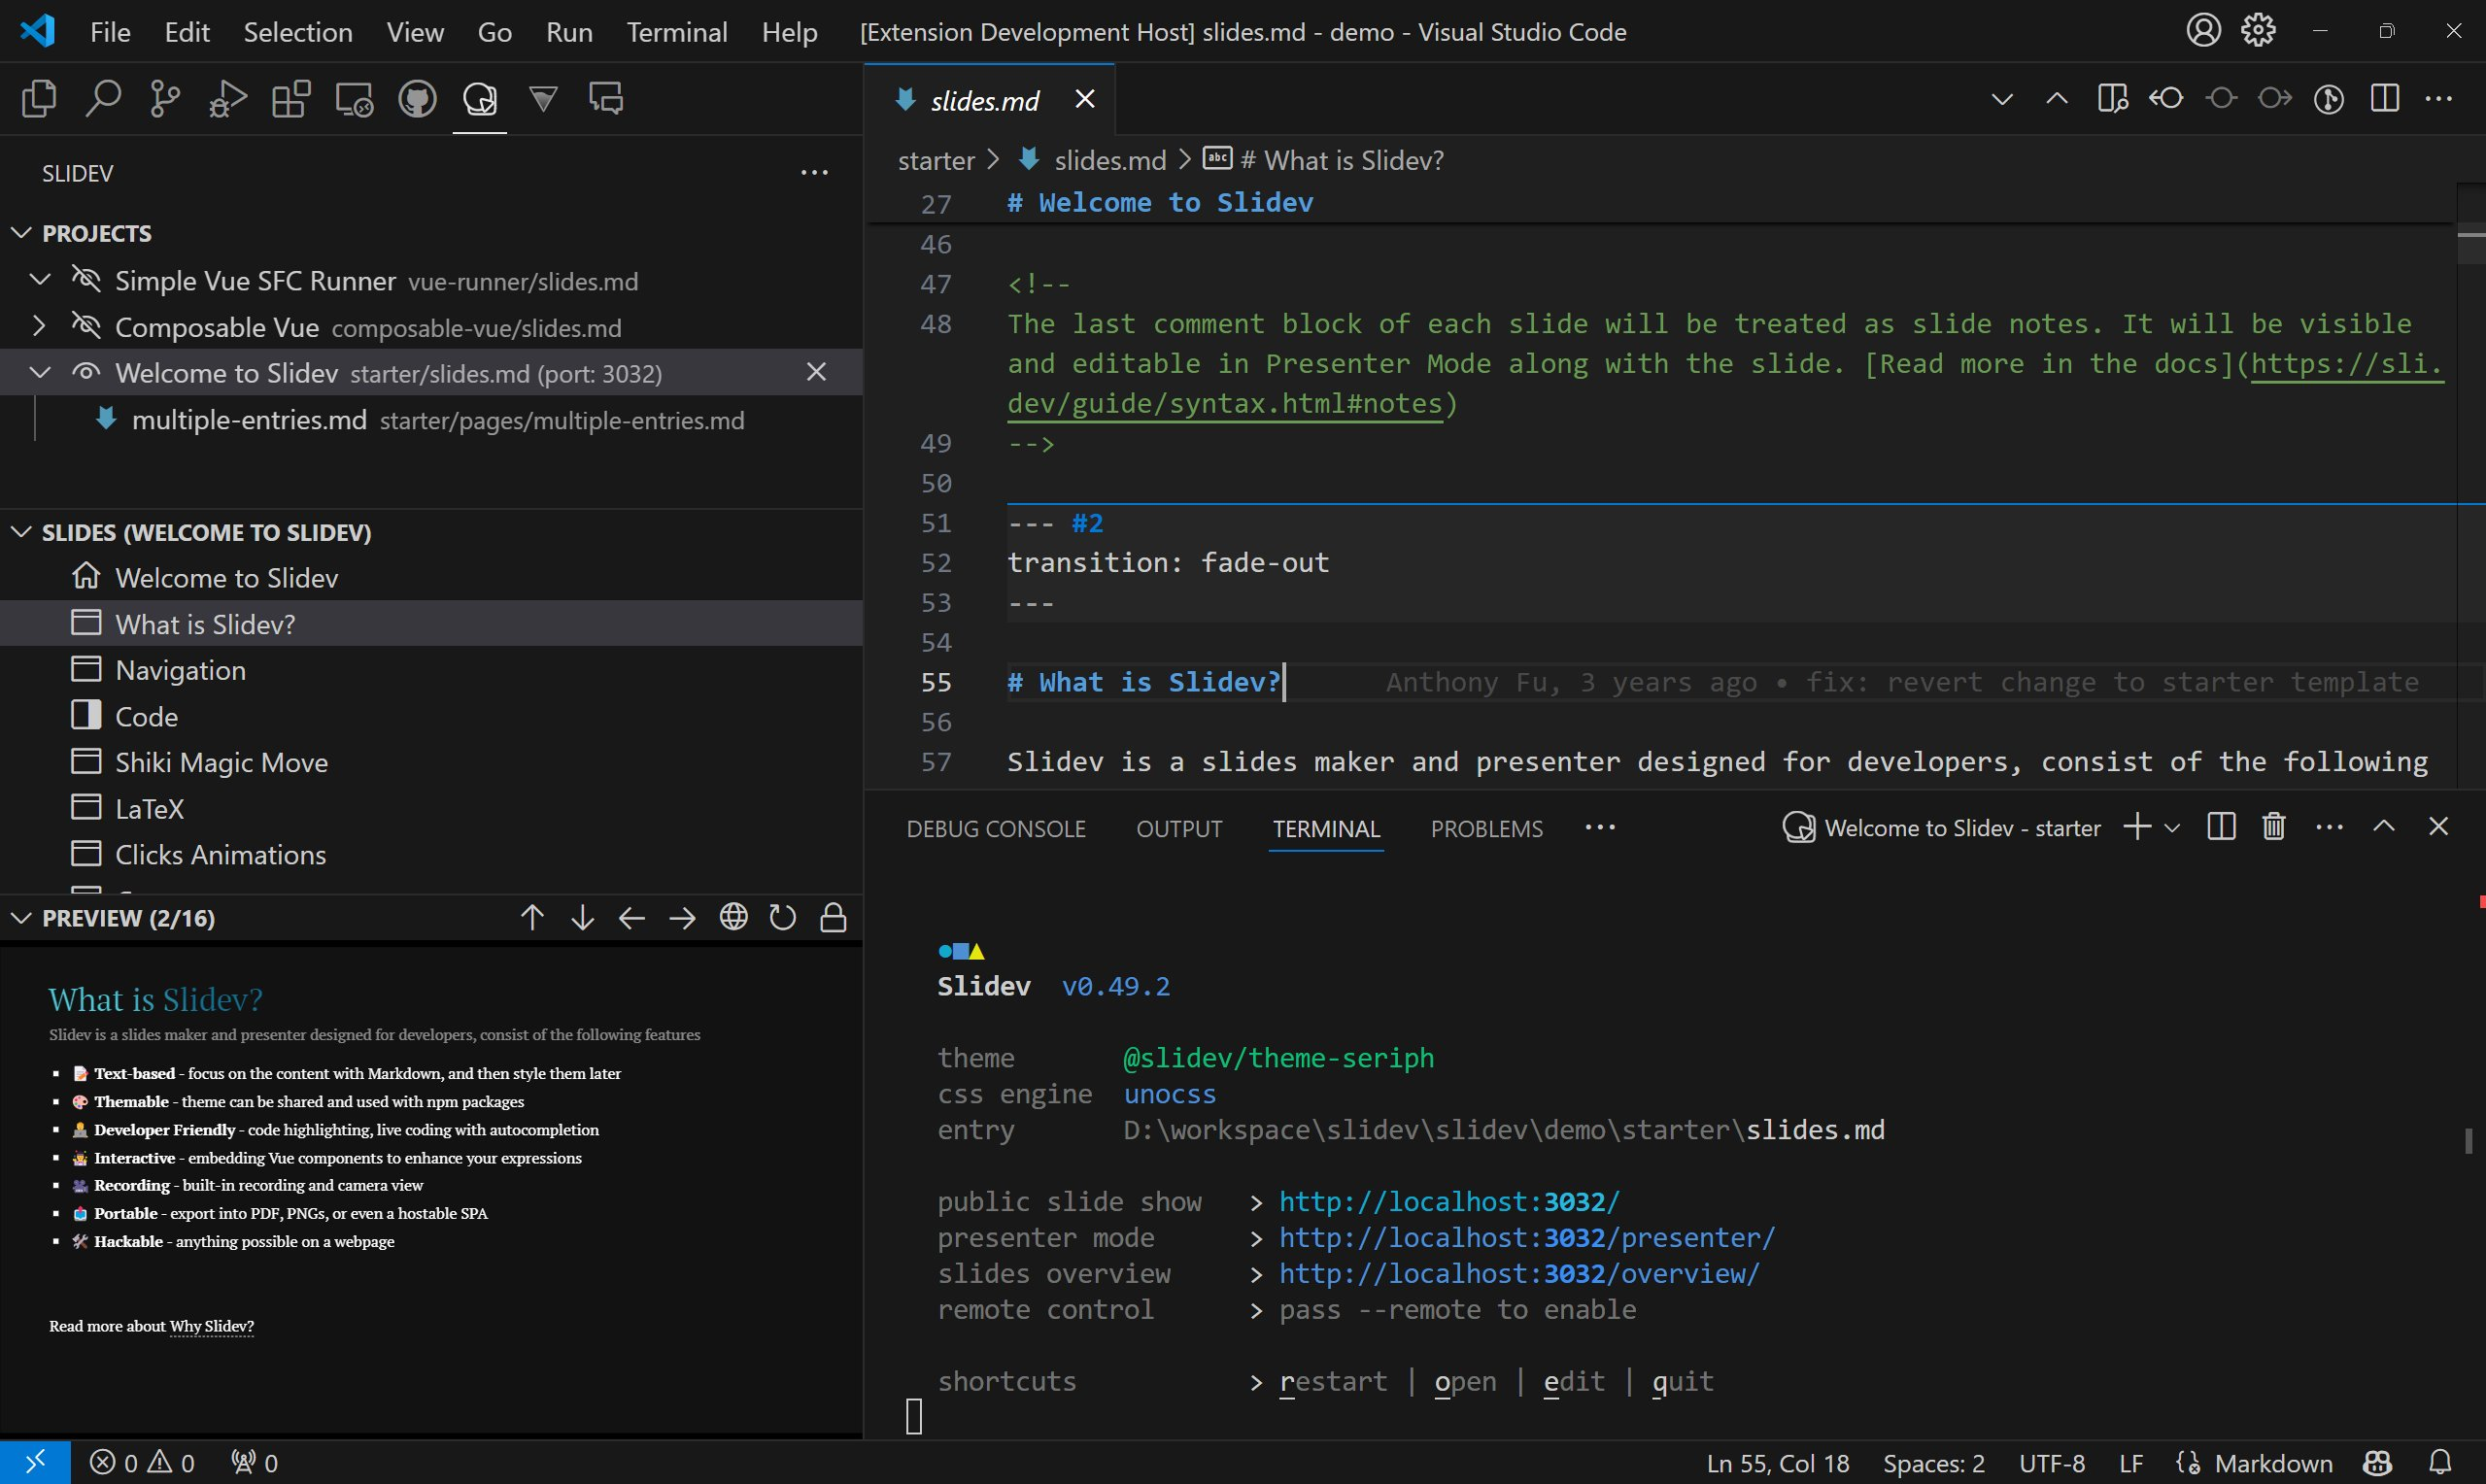 File Edit Selection View Go Run Terminal Help [Extension Development Host] slides.md - demo - Visual Studio Code
SLIDEV
PROJECTS
Simple Vue SFC Runner vue-runner/slides.md
Composable Vue composable-vue/slides.md
Welcome to Slidev starter/slides.md (port: 3032)
multiple-entries.md starter/pages/multiple-entries.md
SLIDES (WELCOME TO SLIDEV)
Welcome to Slidev
What is Slidev?
Navigation
Code
Shiki Magic Move
LaTeX
Clicks Animations
PREVIEW (2/16)
What is Slidev?
Slidev is a slides maker and presenter designed for developers, consist of the following features
▪ 📝 Text-based - focus on the content with Markdown, and then style them later
▪ 🎨 Themable - theme can be shared and used with npm packages
▪ 🧑‍💻 Developer Friendly - code highlighting, live coding with autocompletion
▪ 🤹 Interactive - embedding Vue components to enhance your expressions
▪ 🎥 Recording - built-in recording and camera view
▪ 📤 Portable - export into PDF, PNGs, or even a hostable SPA
▪ 🛠 Hackable - anything possible on a webpage
Read more about Why Slidev?
slides.md
starter > slides.md > abc # What is Slidev?
27 # Welcome to Slidev
46
47 <!--
48 The last comment block of each slide will be treated as slide notes. It will be visible
and editable in Presenter Mode along with the slide. [Read more in the docs](https://sli.
dev/guide/syntax.html#notes)
49 -->
50
51 --- #2
52 transition: fade-out
53 ---
54
55 # What is Slidev? Anthony Fu, 3 years ago • fix: revert change to starter template
56
57 Slidev is a slides maker and presenter designed for developers, consist of the following
DEBUG CONSOLE OUTPUT TERMINAL PROBLEMS Welcome to Slidev - starter
Slidev v0.49.2
theme @slidev/theme-seriph
css engine unocss
entry D:\workspace\slidev\slidev\demo\starter\slides.md
public slide show > http://localhost:3032/
presenter mode > http://localhost:3032/presenter/
slides overview > http://localhost:3032/overview/
remote control > pass --remote to enable
shortcuts > restart | open | edit | quit
0 0 0 Ln 55, Col 18 Spaces: 2 UTF-8 LF Markdown